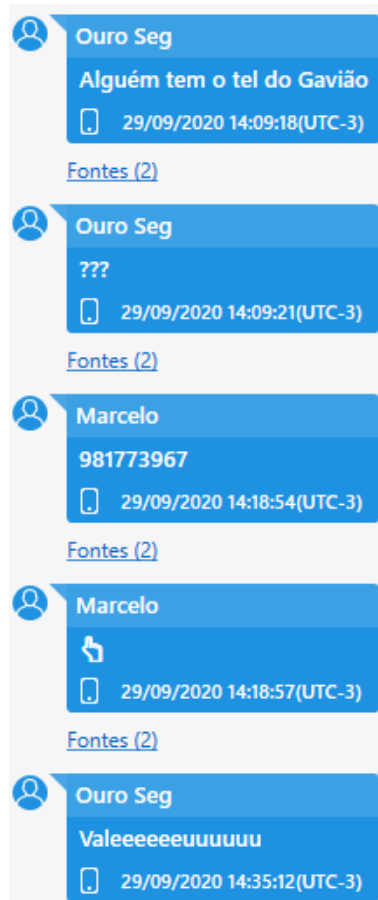 Ouro Seg
Alguém tem o tel do Gavião
29/09/2020 14:09:18(UTC-3)
Fontes (2)
Ouro Seg
???
29/09/2020 14:09:21(UTC-3)
Fontes (2)
Marcelo
981773967
29/09/2020 14:18:54(UTC-3)
Fontes (2)
Marcelo
👆
29/09/2020 14:18:57(UTC-3)
Fontes (2)
Ouro Seg
Valeeeeeeuuuuuu
29/09/2020 14:35:12(UTC-3)